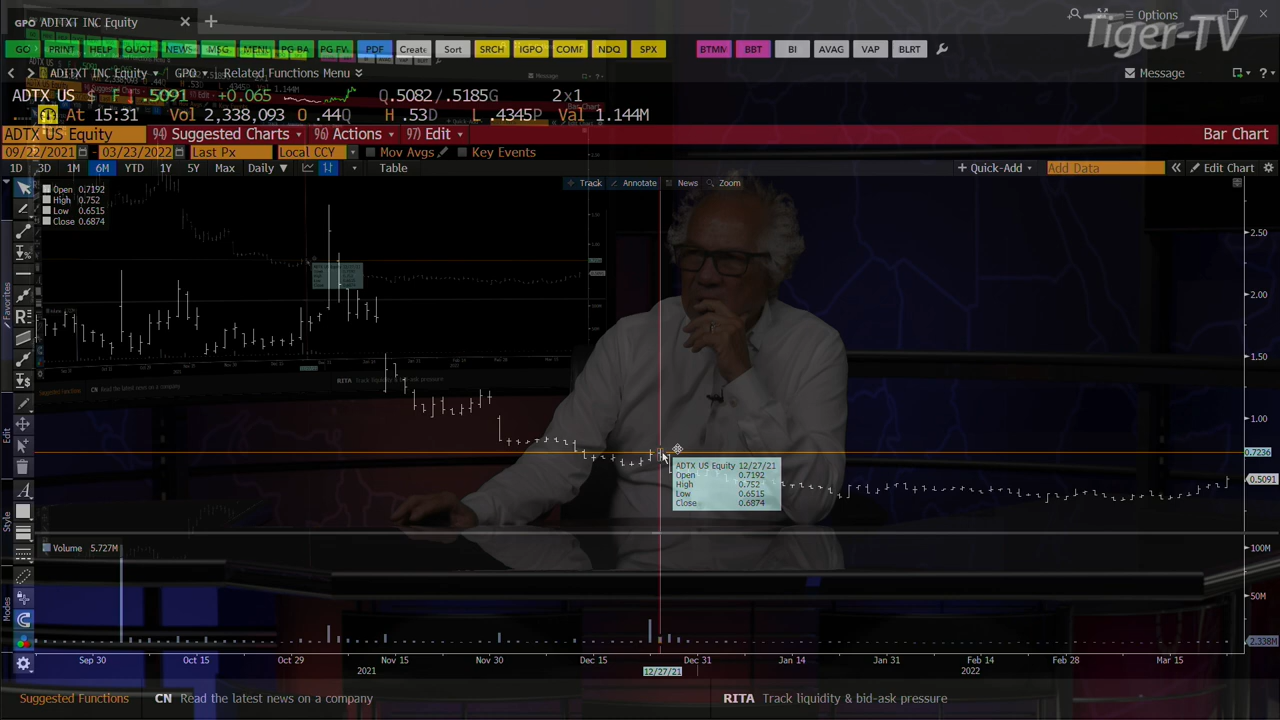 GPO ADITXT INC Equity × +
Options
Tiger-TV
GO PRINT HELP QUOT NEWS MSG MENU PG BA PG FV PDF Create Sort SRCH IGPO COMF NDQ SPX BTMN BBT BI AVAG VAP BLRT
ADITXT INC Equity GPO Related Functions Menu
Message
ADTX US $ F .5091 +0.065 Q.5082/.5185G 2×1
At 15:31 Vol 2,338,093 O .44Q H .53D L .4345P Val 1.144M
ADTX US Equity 94) Suggested Charts 96) Actions 97) Edit Bar Chart
09/22/2021 - 03/23/2022 Last Px Local CCY Mov Avgs Key Events
1D 3D 1M 6M YTD 1Y 5Y Max Daily Table + Quick-Add Add Data Edit Chart
Track Annotate News Zoom
Open 0.7192
High 0.752
Low 0.6515
Close 0.6874
2.50
2.00
1.50
1.00
0.7236
0.5091
ADTX US Equity 12/27/21
Open 0.7192
High 0.752
Low 0.6515
Close 0.6874
Favorites
Edit
Style
Modes
Volume 5.727M
100M
50M
2.338M
Sep 30 Oct 15 Oct 29 Nov 15 Nov 30 Dec 15 12/27/21 Dec 31 Jan 14 Jan 31 Feb 14 Feb 28 Mar 15
2021 2022
Suggested Functions CN Read the latest news on a company RITA Track liquidity & bid-ask pressure